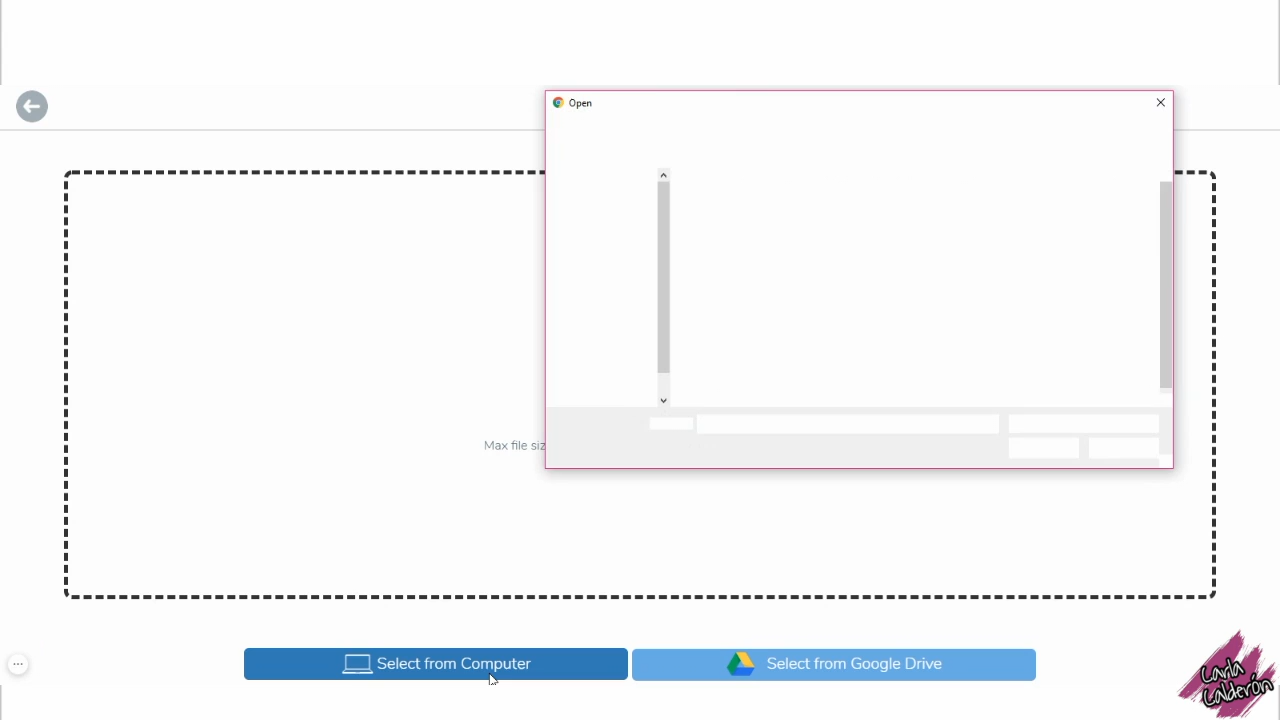 Open
Max file siz
Select from Computer
Select from Google Drive
Carla
Calderón